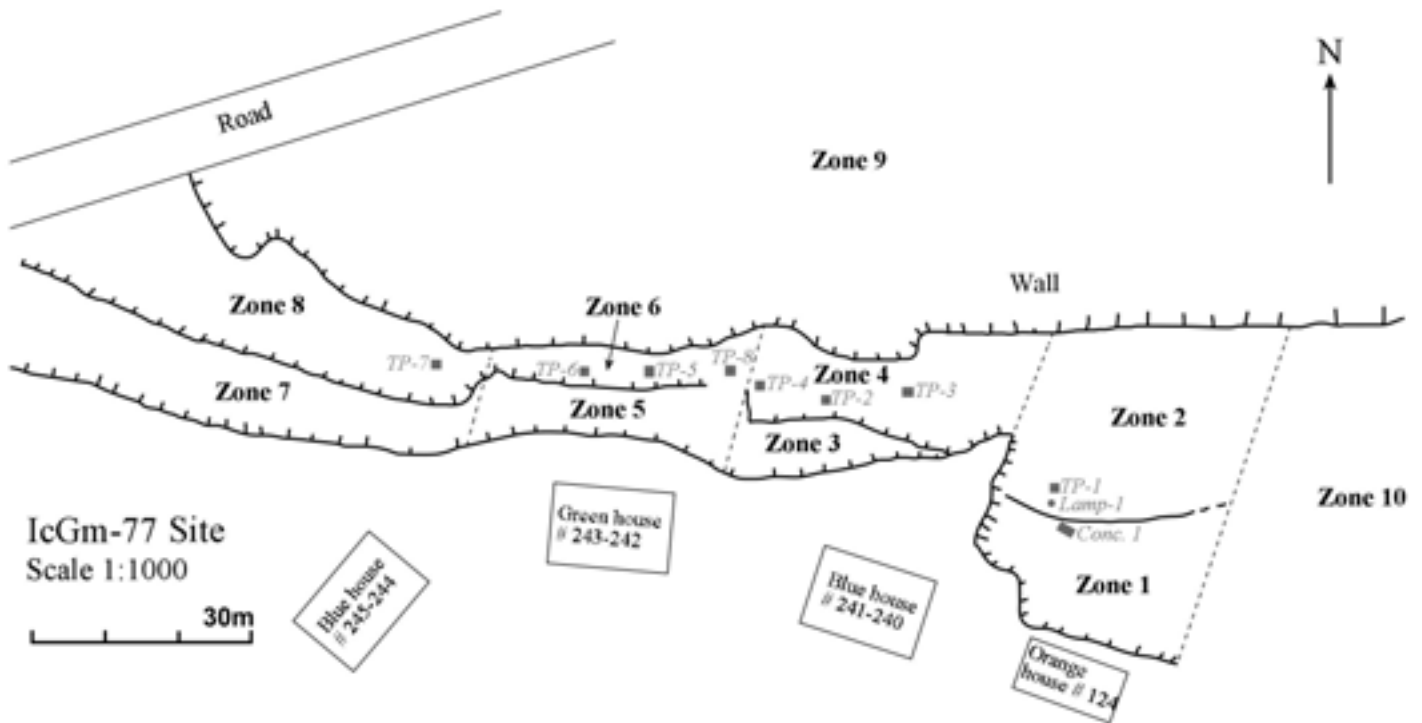 N
Road
Zone 9
Wall
Zone 8
Zone 6
TP-7
TP-6
TP-5
TP-8
TP-4
Zone 4
TP-2
TP-3
Zone 7
Zone 5
Zone 3
Zone 2
TP-1
Lamp-1
Conc. 1
Zone 10
Zone 1
IcGm-77 Site
Scale 1:1000
30m
Blue house
# 245-244
Green house
# 243-242
Blue house
# 241-240
Orange
house # 124